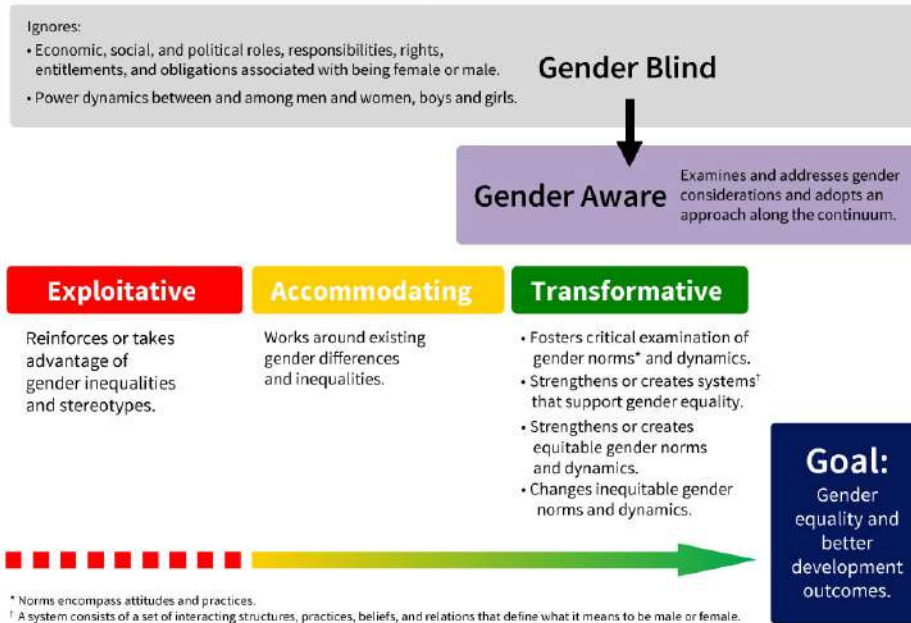 Ignores:
• Economic, social, and political roles, responsibilities, rights,
entitlements, and obligations associated with being female or male.
• Power dynamics between and among men and women, boys and girls.
Gender Blind
Gender Aware
Examines and addresses gender
considerations and adopts an
approach along the continuum.
Exploitative
Reinforces or takes
advantage of
gender inequalities
and stereotypes.
Accommodating
Works around existing
gender differences
and inequalities.
Transformative
• Fosters critical examination of
gender norms* and dynamics.
• Strengthens or creates systems†
that support gender equality.
• Strengthens or creates
equitable gender norms
and dynamics.
• Changes inequitable gender
norms and dynamics.
Goal:
Gender
equality and
better
development
outcomes.
* Norms encompass attitudes and practices.
† A system consists of a set of interacting structures, practices, beliefs, and relations that define what it means to be male or female.